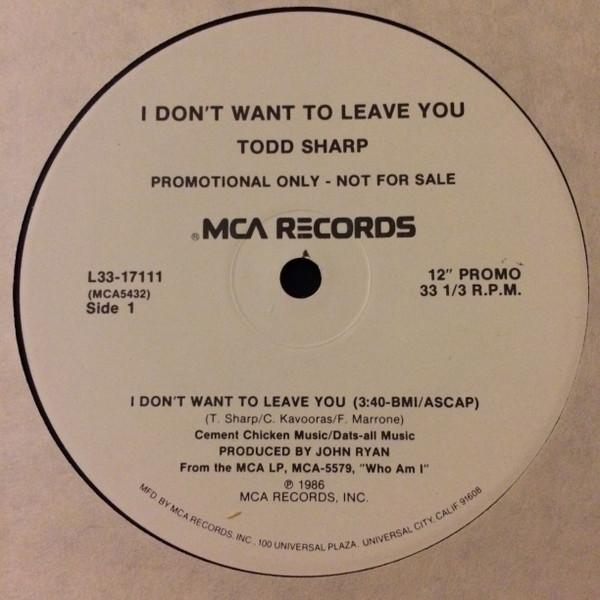 I DON'T WANT TO LEAVE YOU
TODD SHARP
PROMOTIONAL ONLY - NOT FOR SALE
®MCA RECORDS
L33-17111
(MCA5432)
Side 1
12" PROMO
33 1/3 R.P.M.
I DON'T WANT TO LEAVE YOU (3:40-BMI/ASCAP)
(T. Sharp/C. Kavooras/F. Marrone)
Cement Chicken Music/Dats-all Music
PRODUCED BY JOHN RYAN
From the MCA LP, MCA-5579, "Who Am I"
℗ 1986
MCA RECORDS, INC.
MFD. BY MCA RECORDS, INC. . 100 UNIVERSAL PLAZA. UNIVERSAL CITY, CALIF. 91608